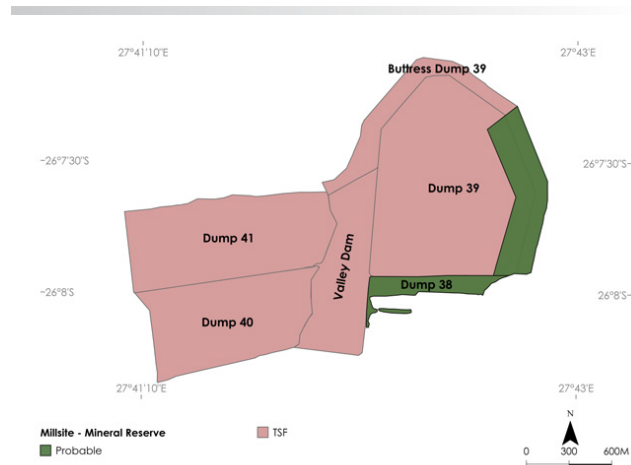 27°41'10"E
27°43'E
Buttress Dump 39
26°7'30"S
26°7'30"S
Dump 39
Dump 41
Valley Dam
Dump 38
26°8'S
26°8'S
Dump 40
27°41'10"E
27°43'E
N
Millsite - Mineral Reserve
TSF
Probable
0 300 600M